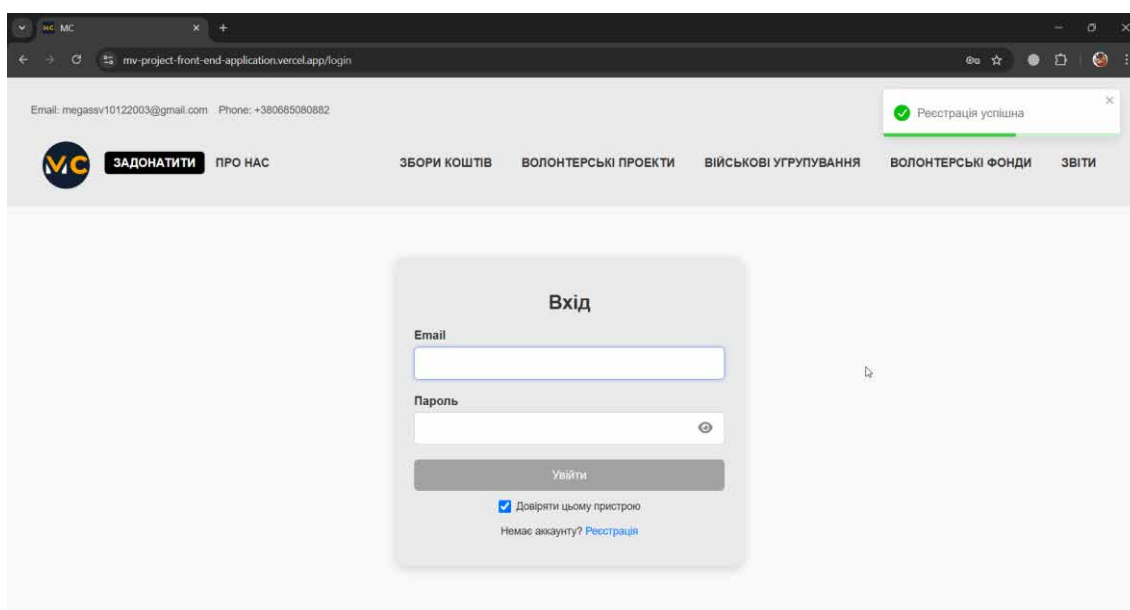 MC MC
mv-project-front-end-application.vercel.app/login
Email: megassv10122003@gmail.com Phone: +380685080882
Реєстрація успішна
MC ЗАДОНАТИТИ ПРО НАС ЗБОРИ КОШТІВ ВОЛОНТЕРСЬКІ ПРОЕКТИ ВІЙСЬКОВІ УГРУПУВАННЯ ВОЛОНТЕРСЬКІ ФОНДИ ЗВІТИ
Вхід
Email
Пароль
Увійти
Довіряти цьому пристрою
Немає аккаунту? Реєстрація